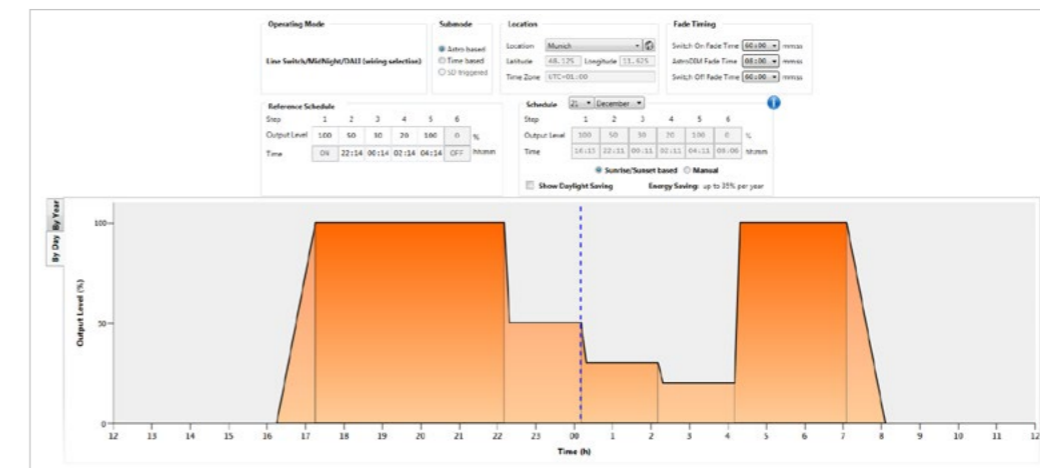 Operating Mode
Line Switch/MidNight/DALI (wiring selection)
Submode
Astro based
Time based
SD triggered
Location
Location Munich
Latitude 48.125 Longitude 11.625
Time Zone UTC+01:00
Fade Timing
Switch On Fade Time 60:00 mm:ss
AstroDIM Fade Time 08:00 mm:ss
Switch Off Fade Time 60:00 mm:ss
Reference Schedule
Step 1 2 3 4 5 6
Output Level 100 50 30 20 100 0 %
Time ON 22:14 00:14 02:14 04:14 OFF hh:mm
Schedule 21 December
Step 1 2 3 4 5 6
Output Level 100 50 30 20 100 0 %
Time 16:15 22:11 00:11 02:11 04:11 08:06 hh:mm
Sunrise/Sunset based Manual
Show Daylight Saving Energy Saving: up to 35% per year
By Year
By Day
Output Level (%)
100
50
0
12 13 14 15 16 17 18 19 20 21 22 23 00 1 2 3 4 5 6 7 8 9 10 11 12
Time (h)